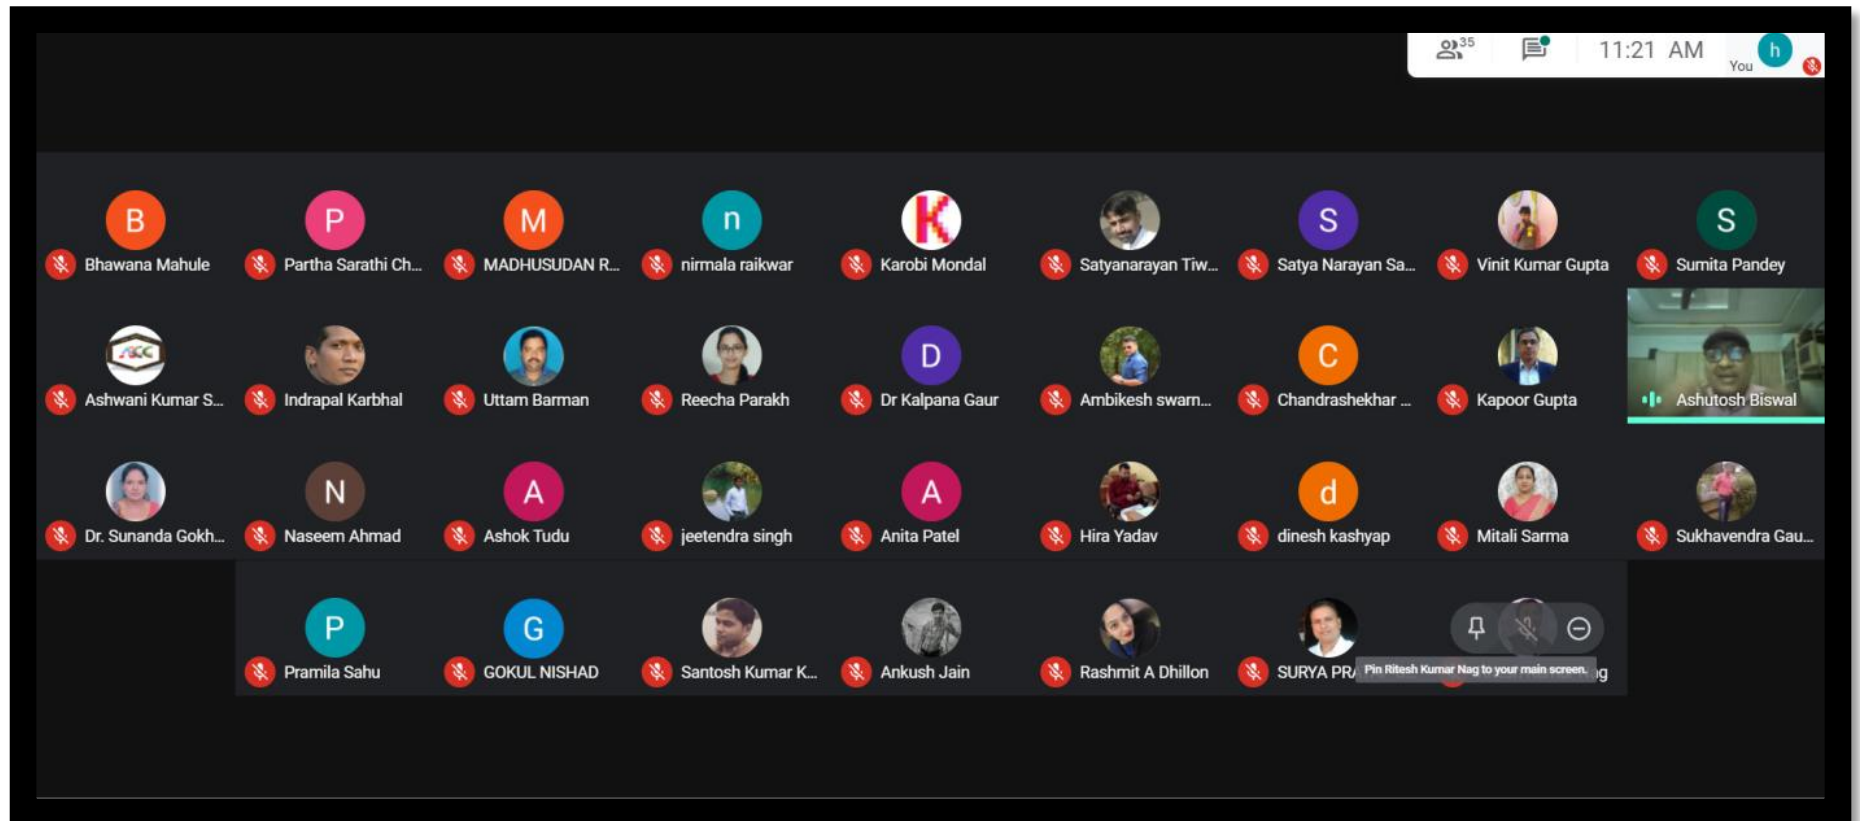 35 11:21 AM You h
B P M n K S S
Bhawana Mahule Partha Sarathi Ch... MADHUSUDAN R... nirmala raikwar Karobi Mondal Satyanarayan Tiw... Satya Narayan Sa... Vinit Kumar Gupta Sumita Pandey
ACC D C
Ashwani Kumar S... Indrapal Karbhal Uttam Barman Reecha Parakh Dr Kalpana Gaur Ambikesh swarn... Chandrashekhar ... Kapoor Gupta Ashutosh Biswal
N A A d
Dr. Sunanda Gokh... Naseem Ahmad Ashok Tudu jeetendra singh Anita Patel Hira Yadav dinesh kashyap Mitali Sarma Sukhavendra Gau...
P G
Pramila Sahu GOKUL NISHAD Santosh Kumar K... Ankush Jain Rashmit A Dhillon SURYA PRA Pin Ritesh Kumar Nag to your main screen.